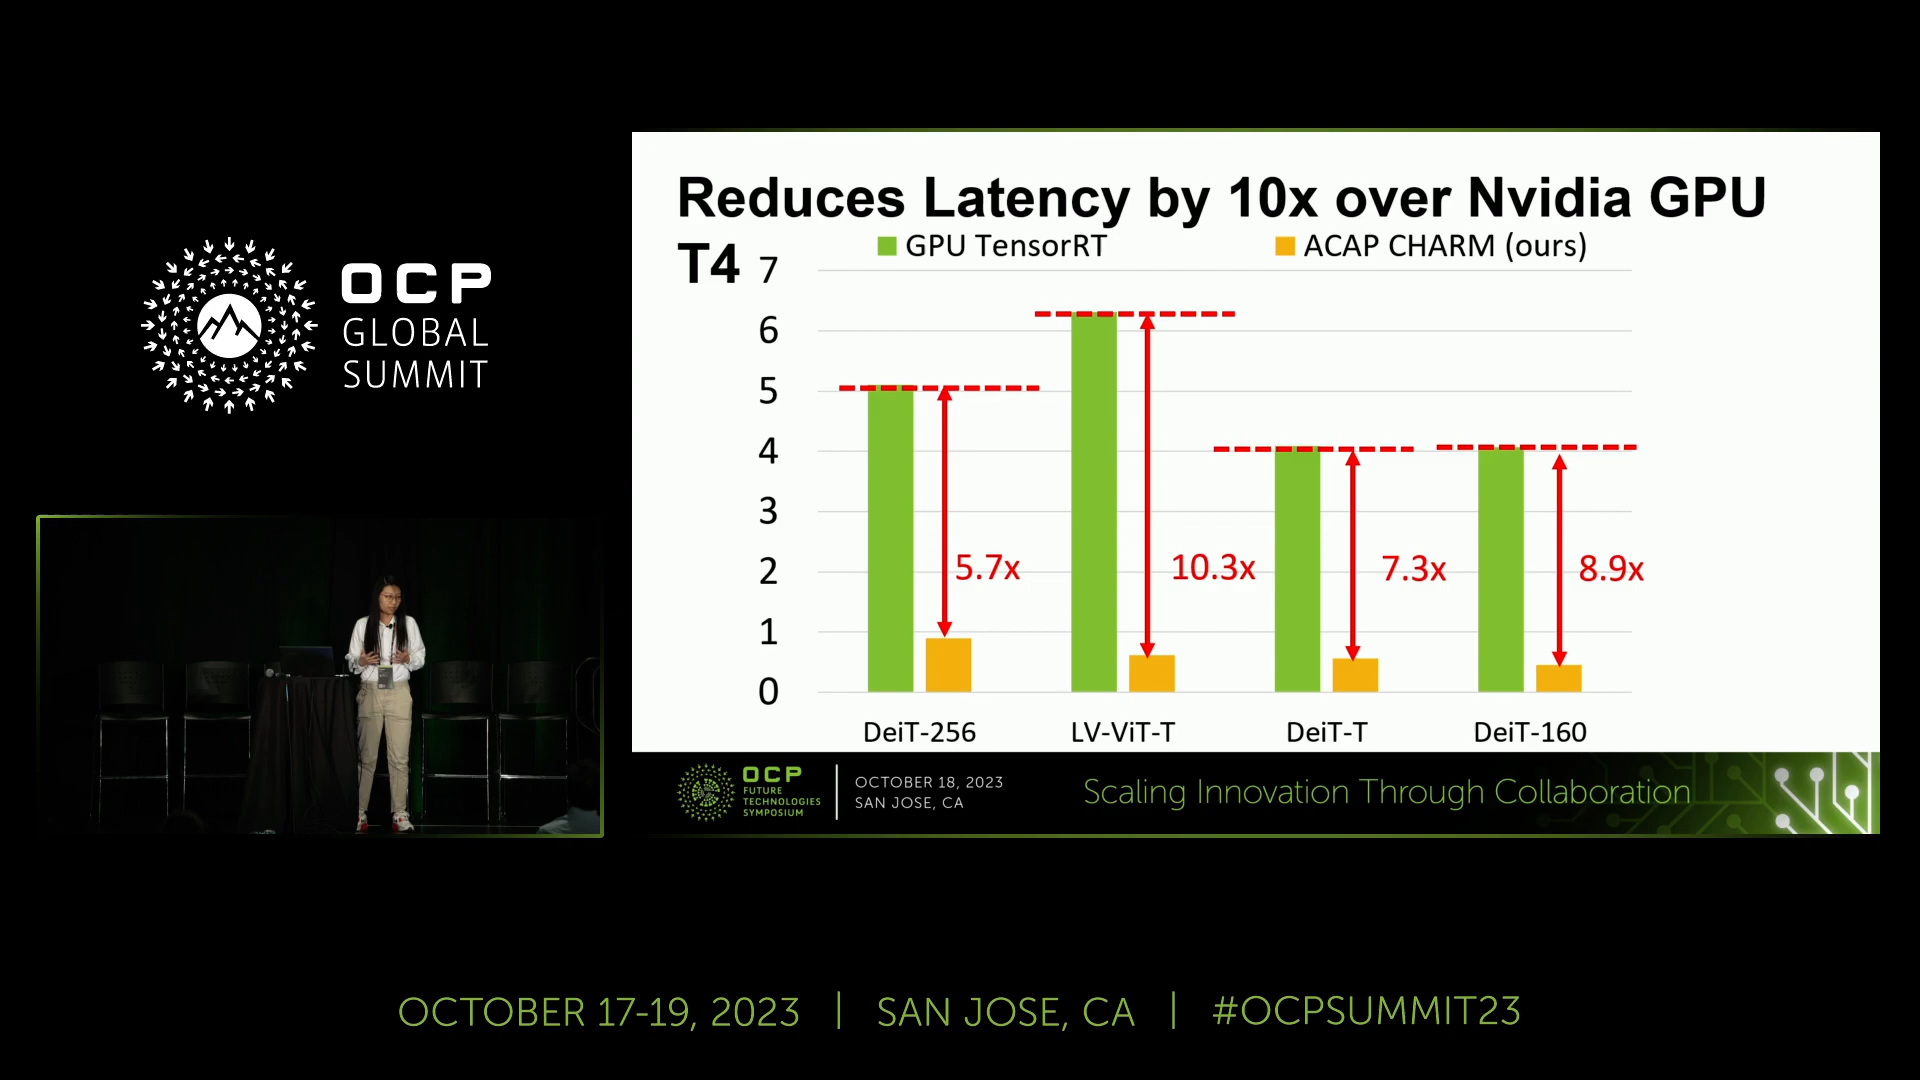 OCP
GLOBAL
SUMMIT
Reduces Latency by 10x over Nvidia GPU
T4
GPU TensorRT
ACAP CHARM (ours)
7
6
5
4
3
2
1
0
5.7x
10.3x
7.3x
8.9x
DeiT-256
LV-ViT-T
DeiT-T
DeiT-160
OCP
FUTURE
TECHNOLOGIES
SYMPOSIUM
OCTOBER 18, 2023
SAN JOSE, CA
Scaling Innovation Through Collaboration
OCTOBER 17-19, 2023 | SAN JOSE, CA | #OCPSUMMIT23